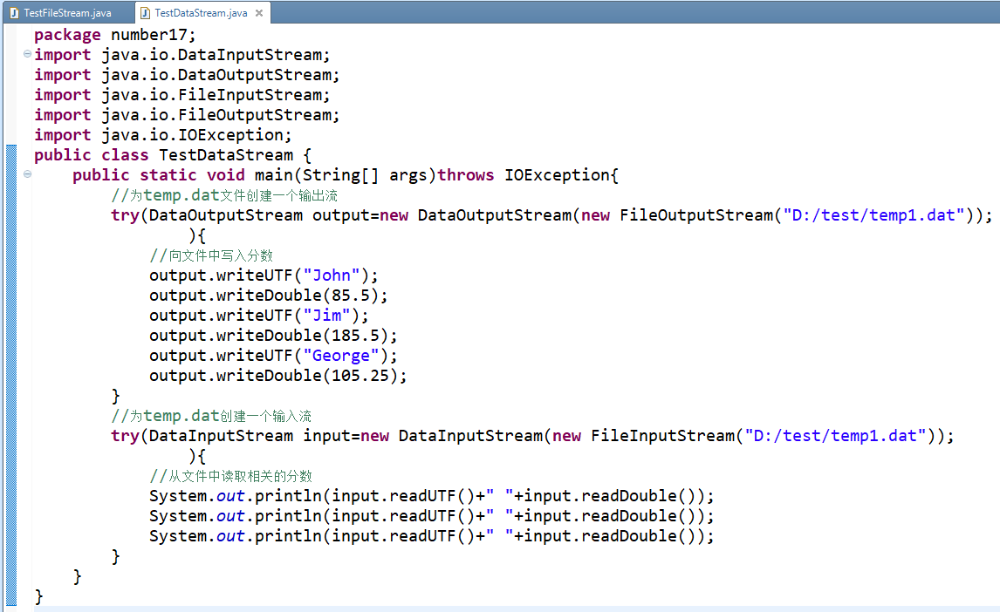 TestFileStream.java TestDataStream.java
package number17;
import java.io.DataInputStream;
import java.io.DataOutputStream;
import java.io.FileInputStream;
import java.io.FileOutputStream;
import java.io.IOException;
public class TestDataStream {
    public static void main(String[] args)throws IOException{
        //为temp.dat文件创建一个输出流
        try(DataOutputStream output=new DataOutputStream(new FileOutputStream("D:/test/temp1.dat"));
                ){
            //向文件中写入分数
            output.writeUTF("John");
            output.writeDouble(85.5);
            output.writeUTF("Jim");
            output.writeDouble(185.5);
            output.writeUTF("George");
            output.writeDouble(105.25);
        }
        //为temp.dat创建一个输入流
        try(DataInputStream input=new DataInputStream(new FileInputStream("D:/test/temp1.dat"));
                ){
            //从文件中读取相关的分数
            System.out.println(input.readUTF()+" "+input.readDouble());
            System.out.println(input.readUTF()+" "+input.readDouble());
            System.out.println(input.readUTF()+" "+input.readDouble());
        }
    }
}